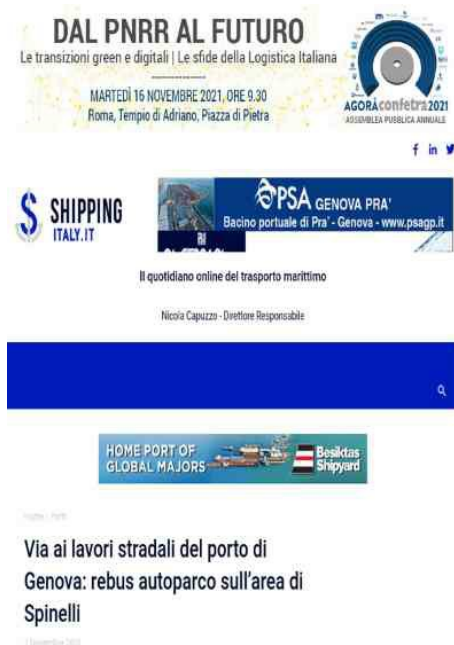 DAL PNRR AL FUTURO
Le transizioni green e digitali | Le sfide della Logistica Italiana
MARTEDÌ 16 NOVEMBRE 2021, ORE 9.30
Roma, Tempio di Adriano, Piazza di Pietra
AGORÀconfetra2021
ASSEMBLEA PUBBLICA ANNUALE
SHIPPING
ITALY.IT
PSA GENOVA PRA'
Bacino portuale di Pra' - Genova - www.psagp.it
Il quotidiano online del trasporto marittimo
Nicola Capuzzo - Direttore Responsabile
HOME PORT OF
GLOBAL MAJORS
Besiktas
Shipyard
Home - Porti
Via ai lavori stradali del porto di
Genova: rebus autoparco sull'area di
Spinelli